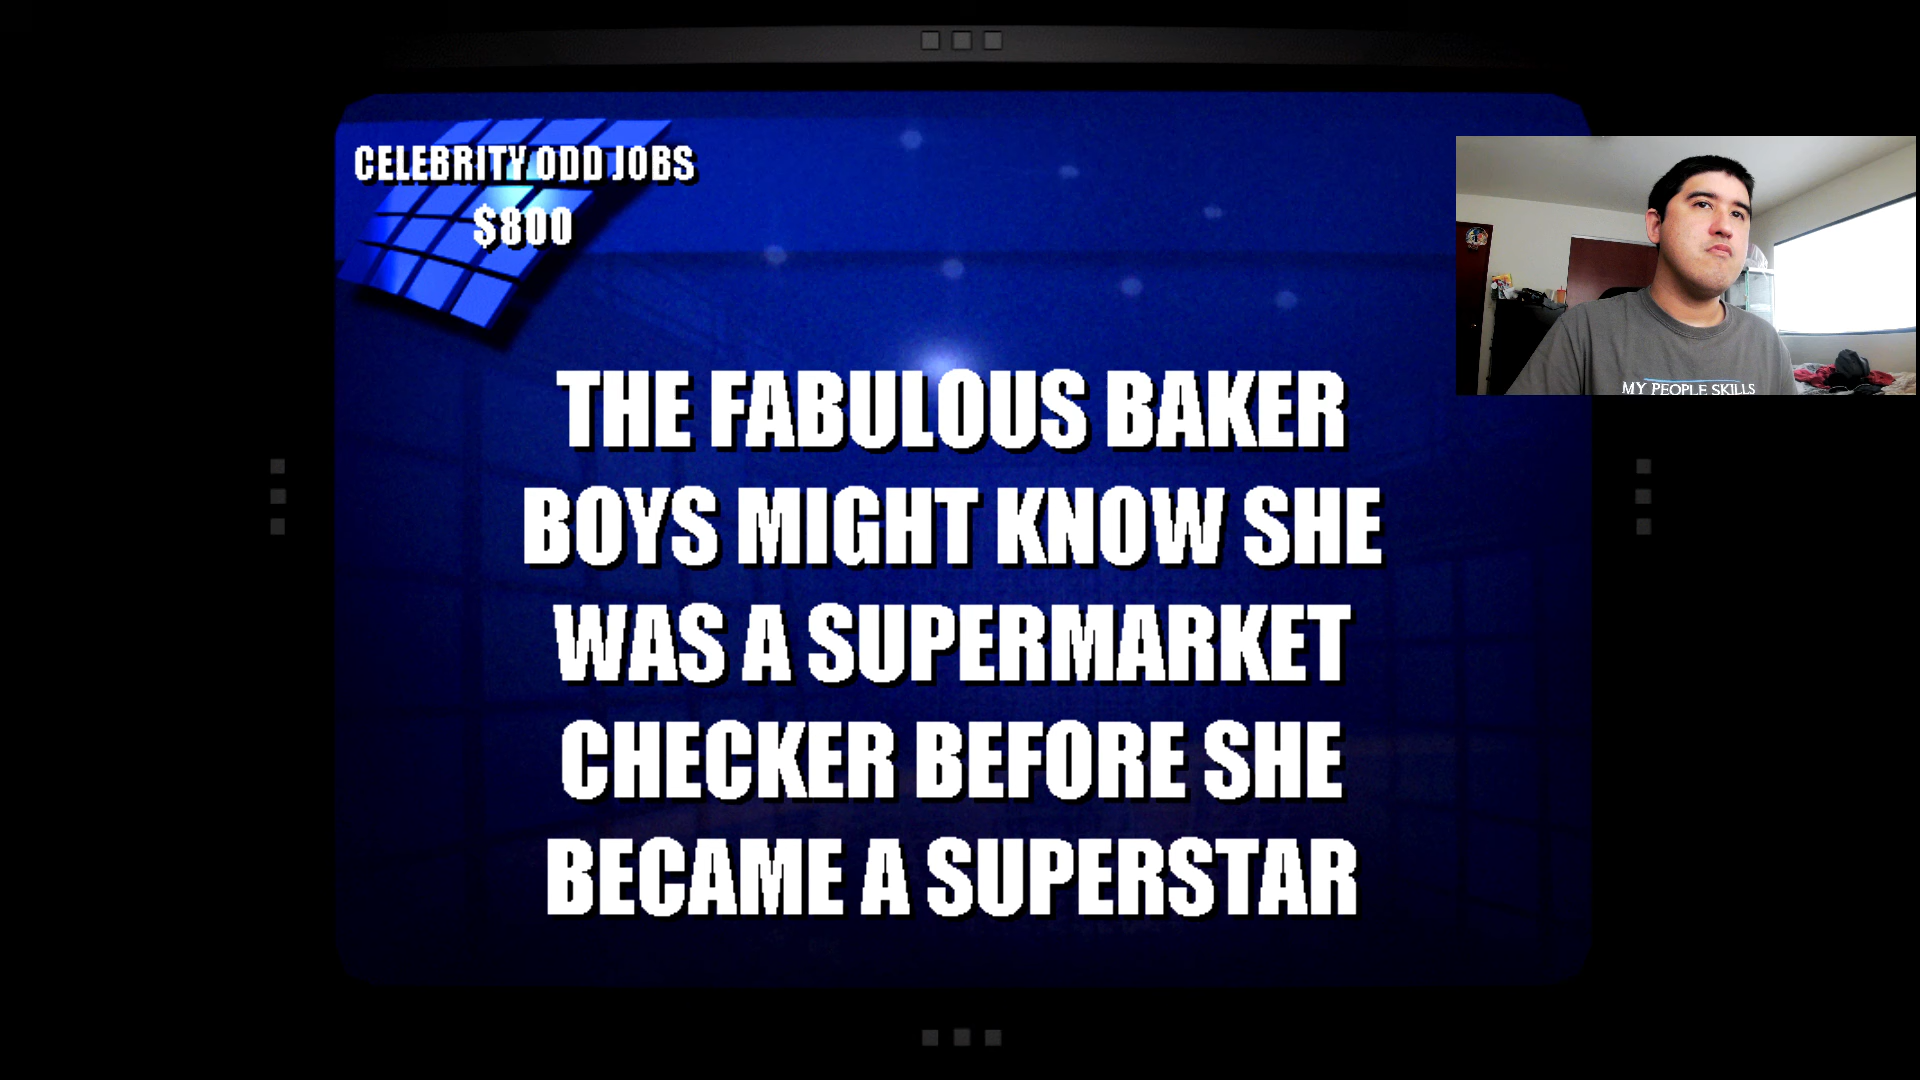 CELEBRITY ODD JOBS
$800
THE FABULOUS BAKER
BOYS MIGHT KNOW SHE
WAS A SUPERMARKET
CHECKER BEFORE SHE
BECAME A SUPERSTAR
MY PEOPLE SKILLS